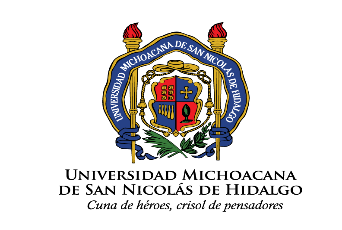 UNIVERSIDAD MICHOACANA DE SAN NICOLAS DE HIDALGO
UNIVERSIDAD MICHOACANA
DE SAN NICOLÁS DE HIDALGO
Cuna de héroes, crisol de pensadores